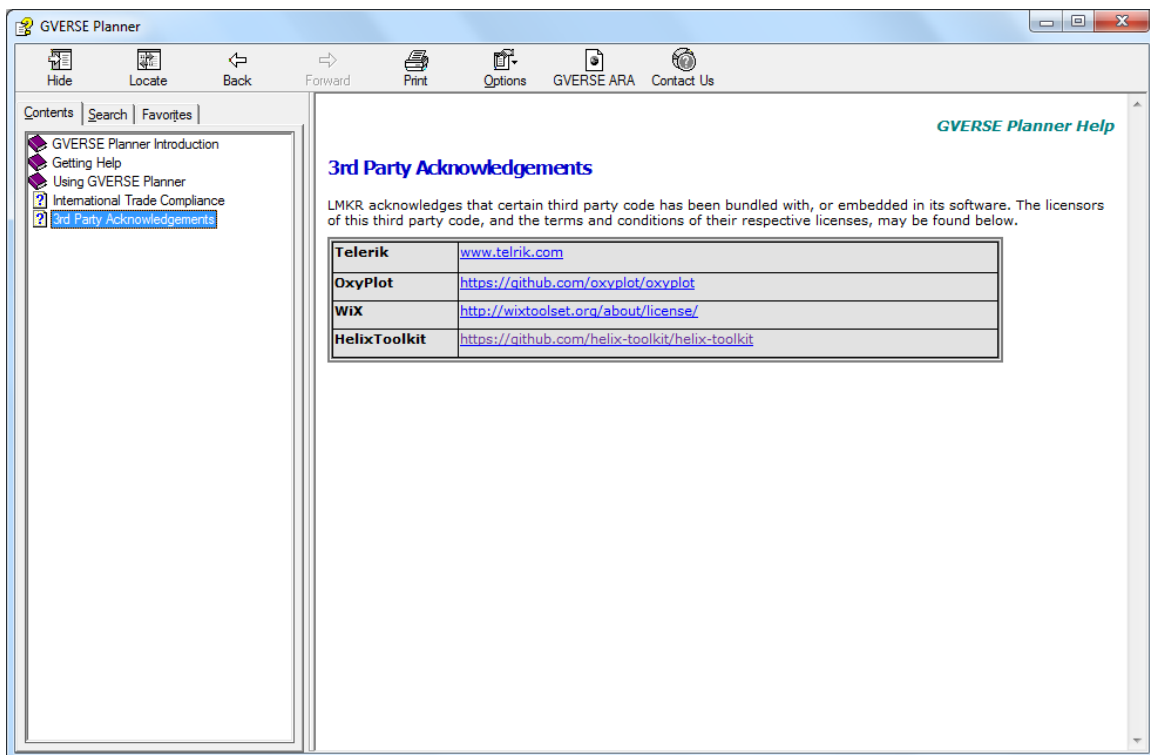 GVERSE Planner
Hide Locate Back Forward Print Options GVERSE ARA Contact Us
Contents Search Favorites
GVERSE Planner Introduction
Getting Help
Using GVERSE Planner
International Trade Compliance
3rd Party Acknowledgements
GVERSE Planner Help
3rd Party Acknowledgements
LMKR acknowledges that certain third party code has been bundled with, or embedded in its software. The licensors
of this third party code, and the terms and conditions of their respective licenses, may be found below.
Telerik www.telrik.com
OxyPlot https://github.com/oxyplot/oxyplot
WiX http://wixtoolset.org/about/license/
HelixToolkit https://github.com/helix-toolkit/helix-toolkit